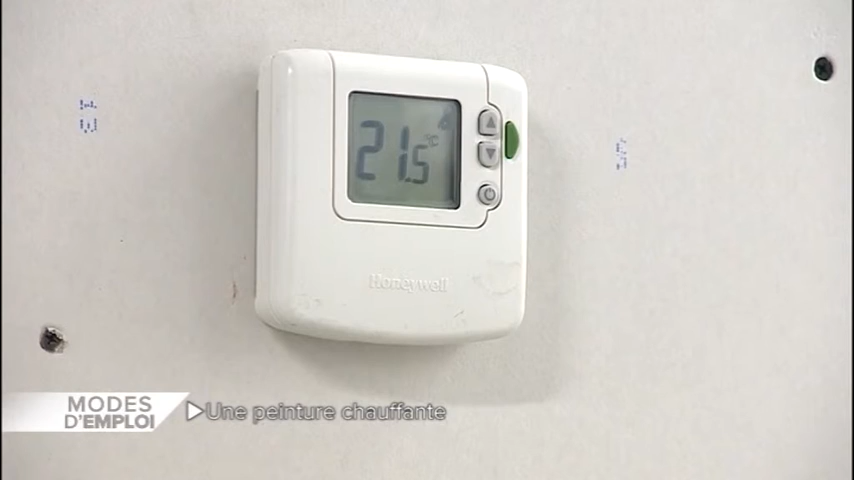 21.5 °C
Honeywell
MODES
D'EMPLOI
Une peinture chauffante